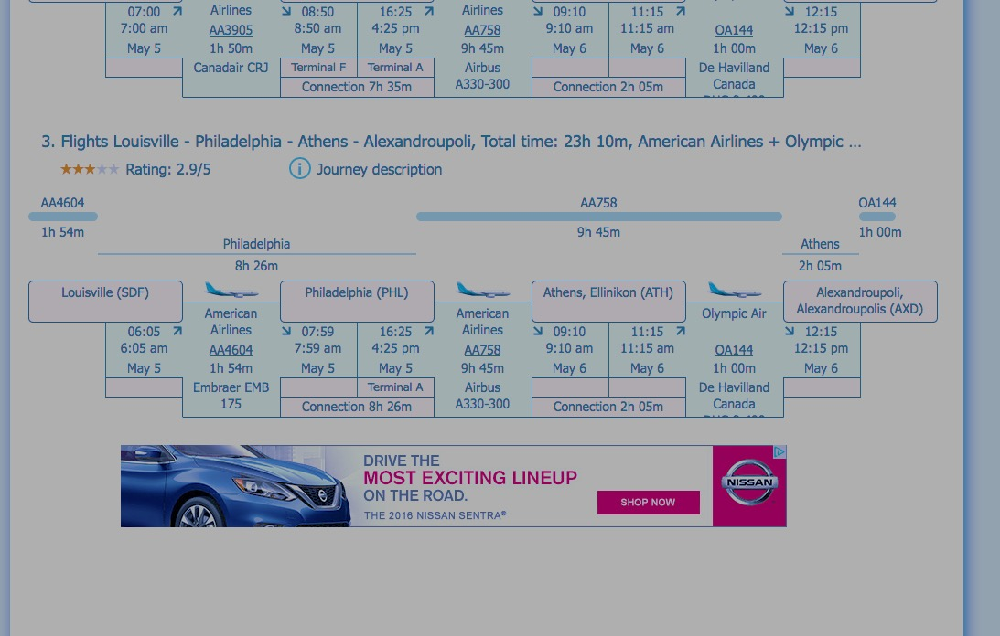 07:00 Airlines 08:50 16:25 Airlines 09:10 11:15 12:15
7:00 am AA3905 8:50 am 4:25 pm AA758 9:10 am 11:15 am OA144 12:15 pm
May 5 1h 50m May 5 May 5 9h 45m May 6 May 6 1h 00m May 6
Canadair CRJ Terminal F Terminal A Airbus De Havilland
Connection 7h 35m A330-300 Connection 2h 05m Canada
3. Flights Louisville - Philadelphia - Athens - Alexandroupoli, Total time: 23h 10m, American Airlines + Olympic ...
Rating: 2.9/5 i Journey description
AA4604 AA758 OA144
1h 54m 9h 45m 1h 00m
Philadelphia Athens
8h 26m 2h 05m
Louisville (SDF) Philadelphia (PHL) Athens, Ellinikon (ATH) Alexandroupoli,
Alexandroupolis (AXD)
American American Olympic Air
06:05 Airlines 07:59 16:25 Airlines 09:10 11:15 12:15
6:05 am AA4604 7:59 am 4:25 pm AA758 9:10 am 11:15 am OA144 12:15 pm
May 5 1h 54m May 5 May 5 9h 45m May 6 May 6 1h 00m May 6
Embraer EMB Terminal A Airbus De Havilland
175 Connection 8h 26m A330-300 Connection 2h 05m Canada
DRIVE THE
MOST EXCITING LINEUP
ON THE ROAD.
THE 2016 NISSAN SENTRA®
SHOP NOW
NISSAN